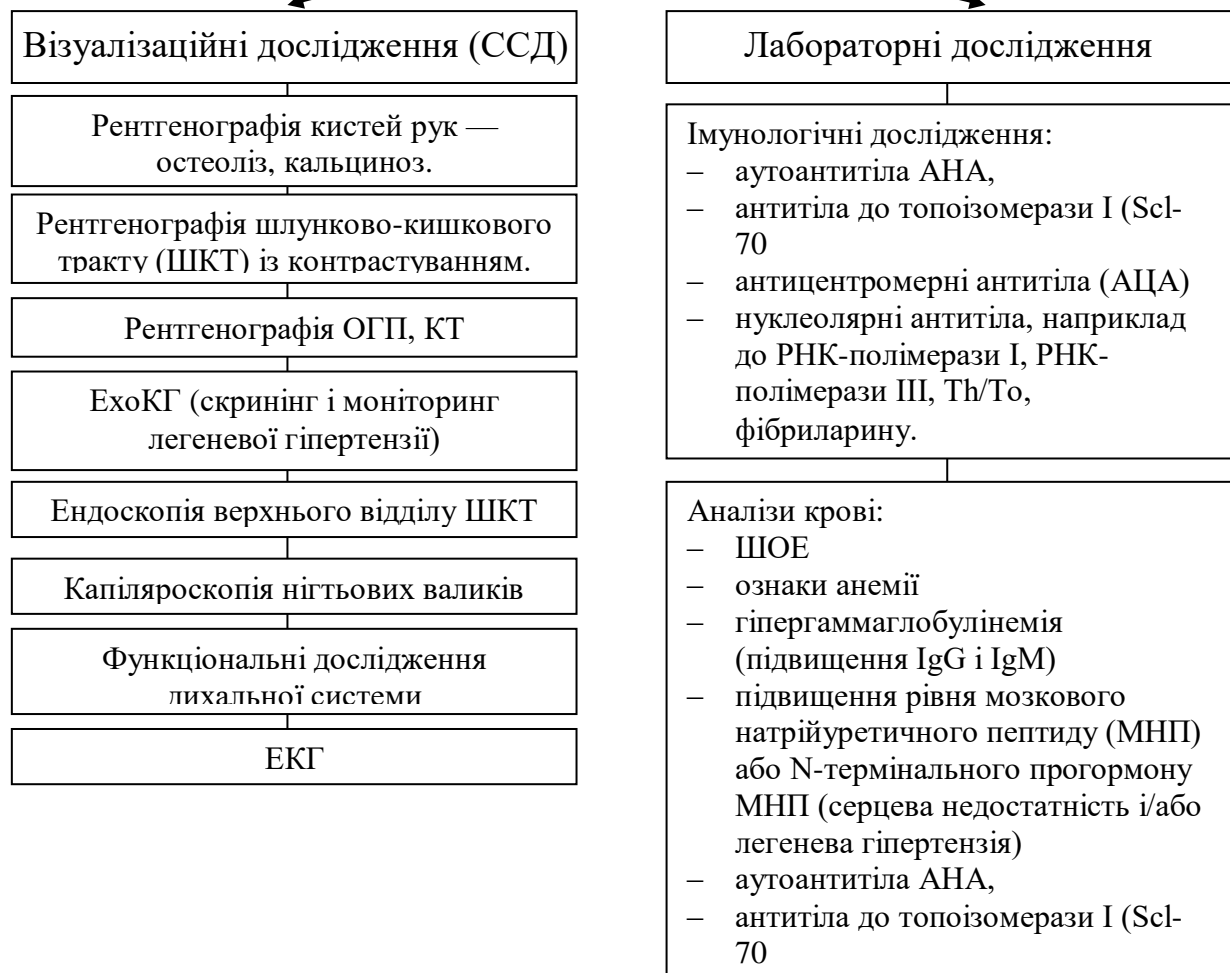 Візуалізаційні дослідження (ССД)
Рентгенографія кистей рук —
остеоліз, кальциноз.
Рентгенографія шлунково-кишкового
тракту (ШКТ) із контрастуванням.
Рентгенографія ОГП, КТ
ЕхоКГ (скринінг і моніторинг
легеневої гіпертензії)
Ендоскопія верхнього відділу ШКТ
Капіляроскопія нігтьових валиків
Функціональні дослідження
дихальної системи
ЕКГ
Лабораторні дослідження
Імунологічні дослідження:
– аутоантитіла АНА,
– антитіла до топоізомерази I (Scl-
70
– антицентромерні антитіла (АЦА)
– нуклеолярні антитіла, наприклад
до РНК-полімерази I, РНК-
полімерази III, Th/To,
фібриларину.
Аналізи крові:
– ШОЕ
– ознаки анемії
– гіпергаммаглобулінемія
(підвищення IgG і IgM)
– підвищення рівня мозкового
натрійуретичного пептиду (МНП)
або N-термінального прогормону
МНП (серцева недостатність і/або
легенева гіпертензія)
– аутоантитіла АНА,
– антитіла до топоізомерази I (Scl-
70